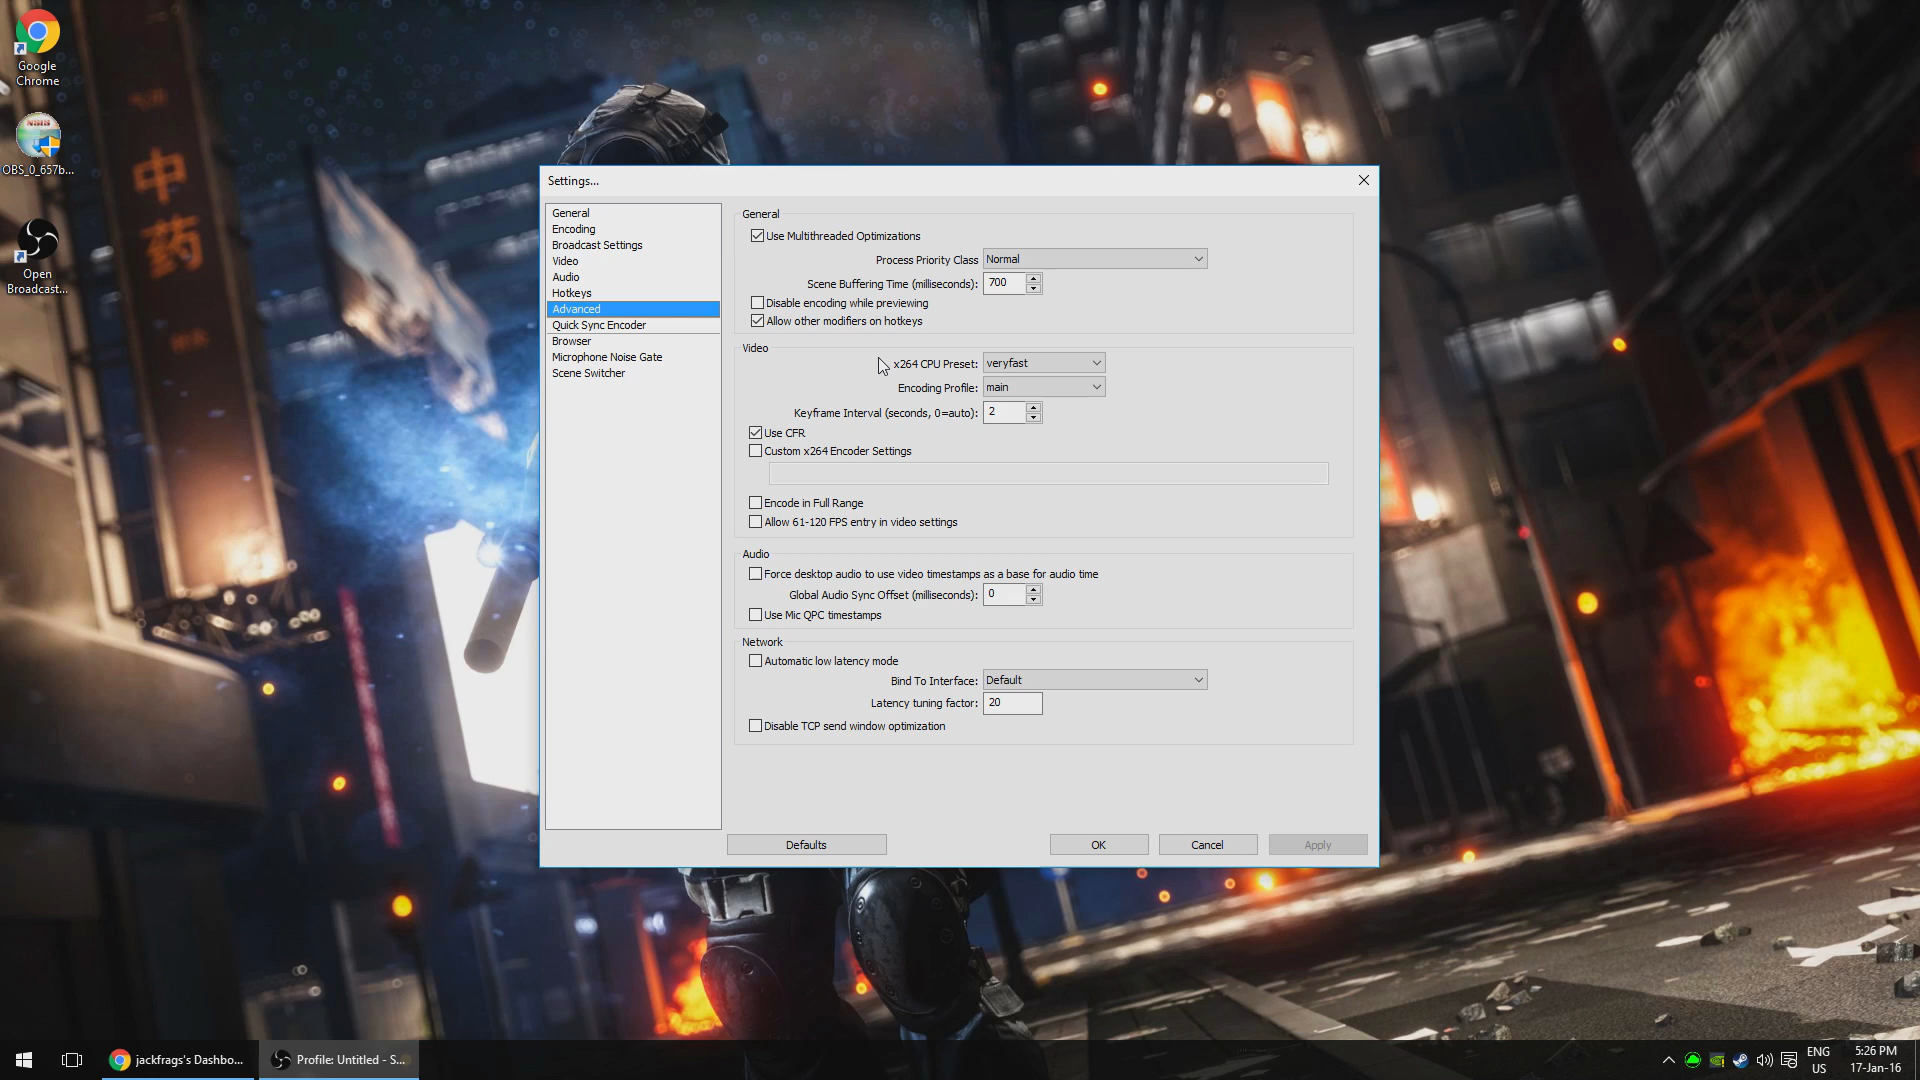 Google
Chrome
NSIS
OBS_0_657b...
Open
Broadcast...
中
药
Settings...
General
Encoding
Broadcast Settings
Video
Audio
Hotkeys
Advanced
Quick Sync Encoder
Browser
Microphone Noise Gate
Scene Switcher
General
Use Multithreaded Optimizations
Process Priority Class Normal
Scene Buffering Time (milliseconds): 700
Disable encoding while previewing
Allow other modifiers on hotkeys
Video
x264 CPU Preset: veryfast
Encoding Profile: main
Keyframe Interval (seconds, 0=auto): 2
Use CFR
Custom x264 Encoder Settings
Encode in Full Range
Allow 61-120 FPS entry in video settings
Audio
Force desktop audio to use video timestamps as a base for audio time
Global Audio Sync Offset (milliseconds): 0
Use Mic QPC timestamps
Network
Automatic low latency mode
Bind To Interface: Default
Latency tuning factor: 20
Disable TCP send window optimization
Defaults
OK
Cancel
Apply
jackfrags's Dashbo...
Profile: Untitled - S...
ENG
US
5:26 PM
17-Jan-16